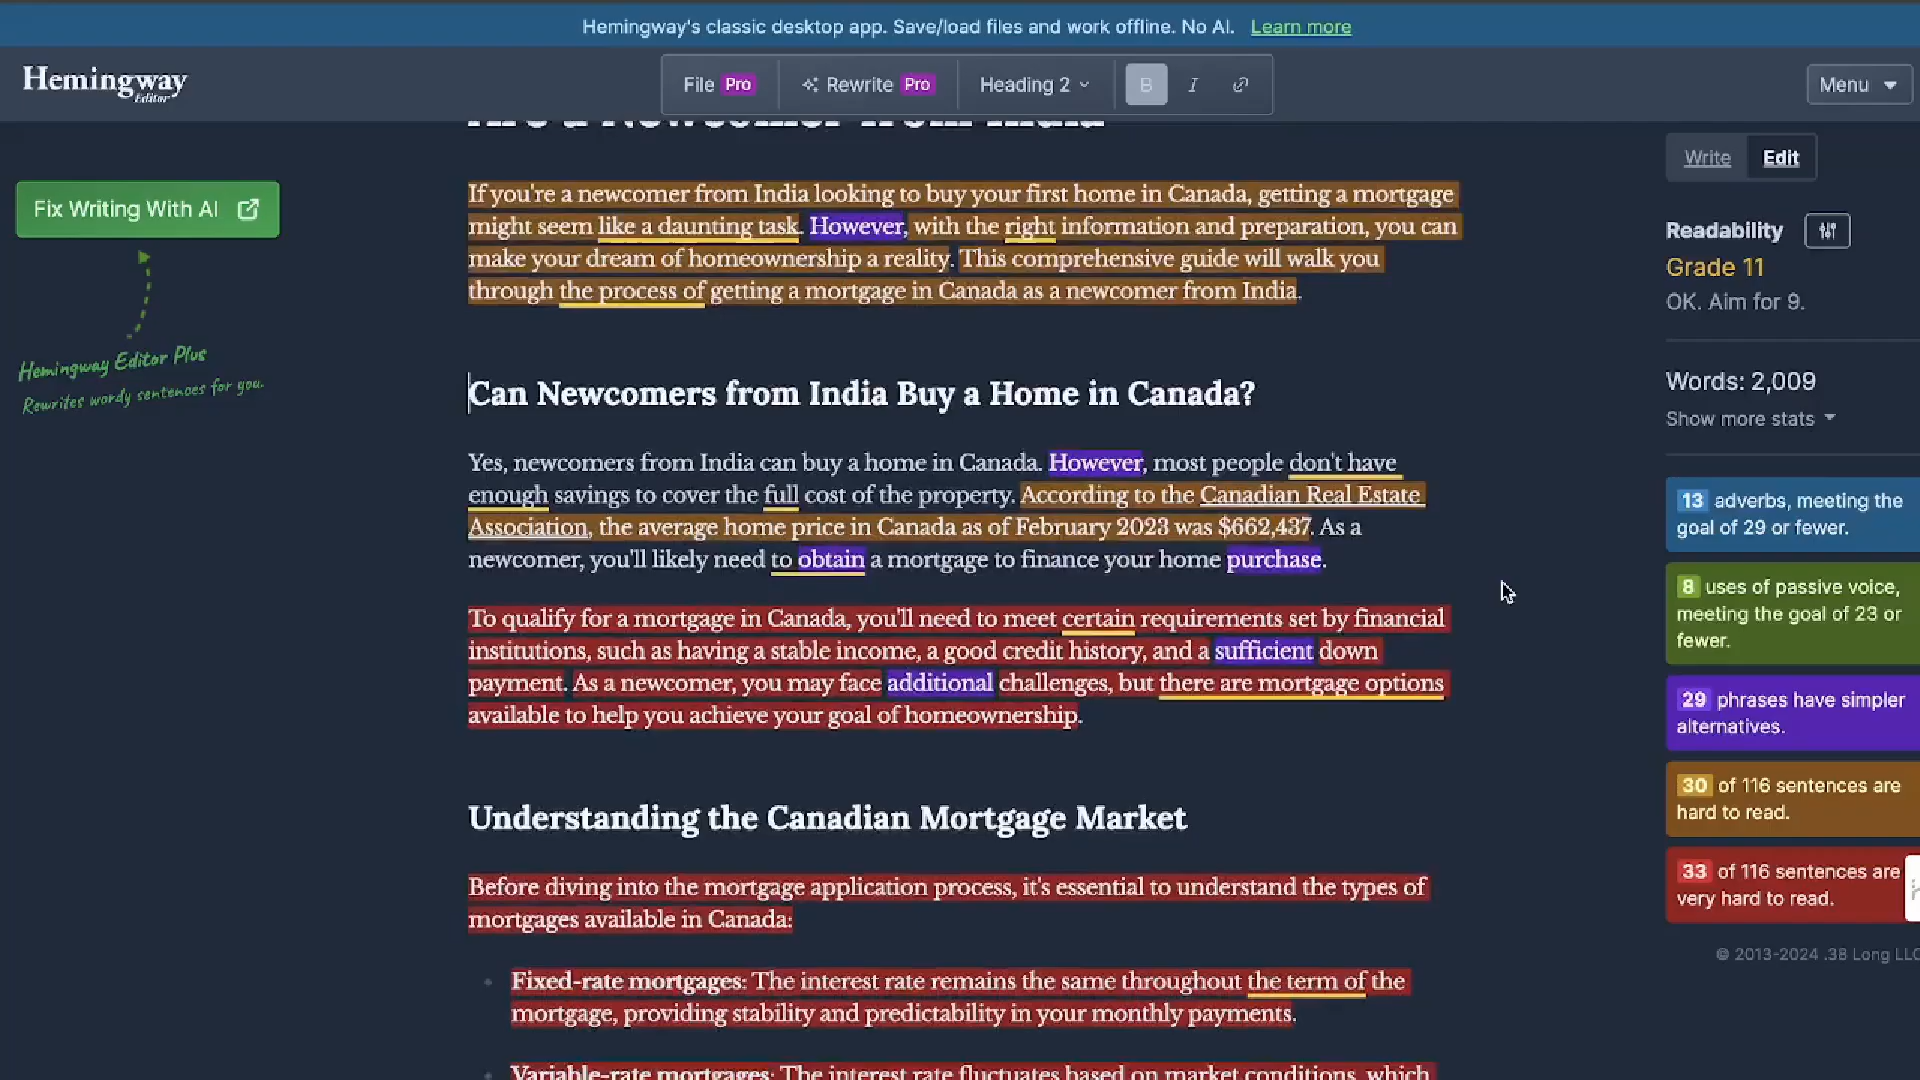 Hemingway's classic desktop app. Save/load files and work offline. No AI. Learn more
Hemingway
Editor
File Pro
Rewrite Pro
Heading 2
B
I
Menu
Are a Newcomer from India
Write
Edit
Fix Writing With AI
Hemingway Editor Plus
Rewrites wordy sentences for you.
If you're a newcomer from India looking to buy your first home in Canada, getting a mortgage
might seem like a daunting task. However, with the right information and preparation, you can
make your dream of homeownership a reality. This comprehensive guide will walk you
through the process of getting a mortgage in Canada as a newcomer from India.
Can Newcomers from India Buy a Home in Canada?
Yes, newcomers from India can buy a home in Canada. However, most people don't have
enough savings to cover the full cost of the property. According to the Canadian Real Estate
Association, the average home price in Canada as of February 2023 was $662,437. As a
newcomer, you'll likely need to obtain a mortgage to finance your home purchase.
To qualify for a mortgage in Canada, you'll need to meet certain requirements set by financial
institutions, such as having a stable income, a good credit history, and a sufficient down
payment. As a newcomer, you may face additional challenges, but there are mortgage options
available to help you achieve your goal of homeownership.
Understanding the Canadian Mortgage Market
Before diving into the mortgage application process, it's essential to understand the types of
mortgages available in Canada:
Fixed-rate mortgages: The interest rate remains the same throughout the term of the
mortgage, providing stability and predictability in your monthly payments.
Variable-rate mortgages: The interest rate fluctuates based on market conditions, which
Readability
Grade 11
OK. Aim for 9.
Words: 2,009
Show more stats
13 adverbs, meeting the
goal of 29 or fewer.
8 uses of passive voice,
meeting the goal of 23 or
fewer.
29 phrases have simpler
alternatives.
30 of 116 sentences are
hard to read.
33 of 116 sentences are
very hard to read.
© 2013-2024 .38 Long LLC